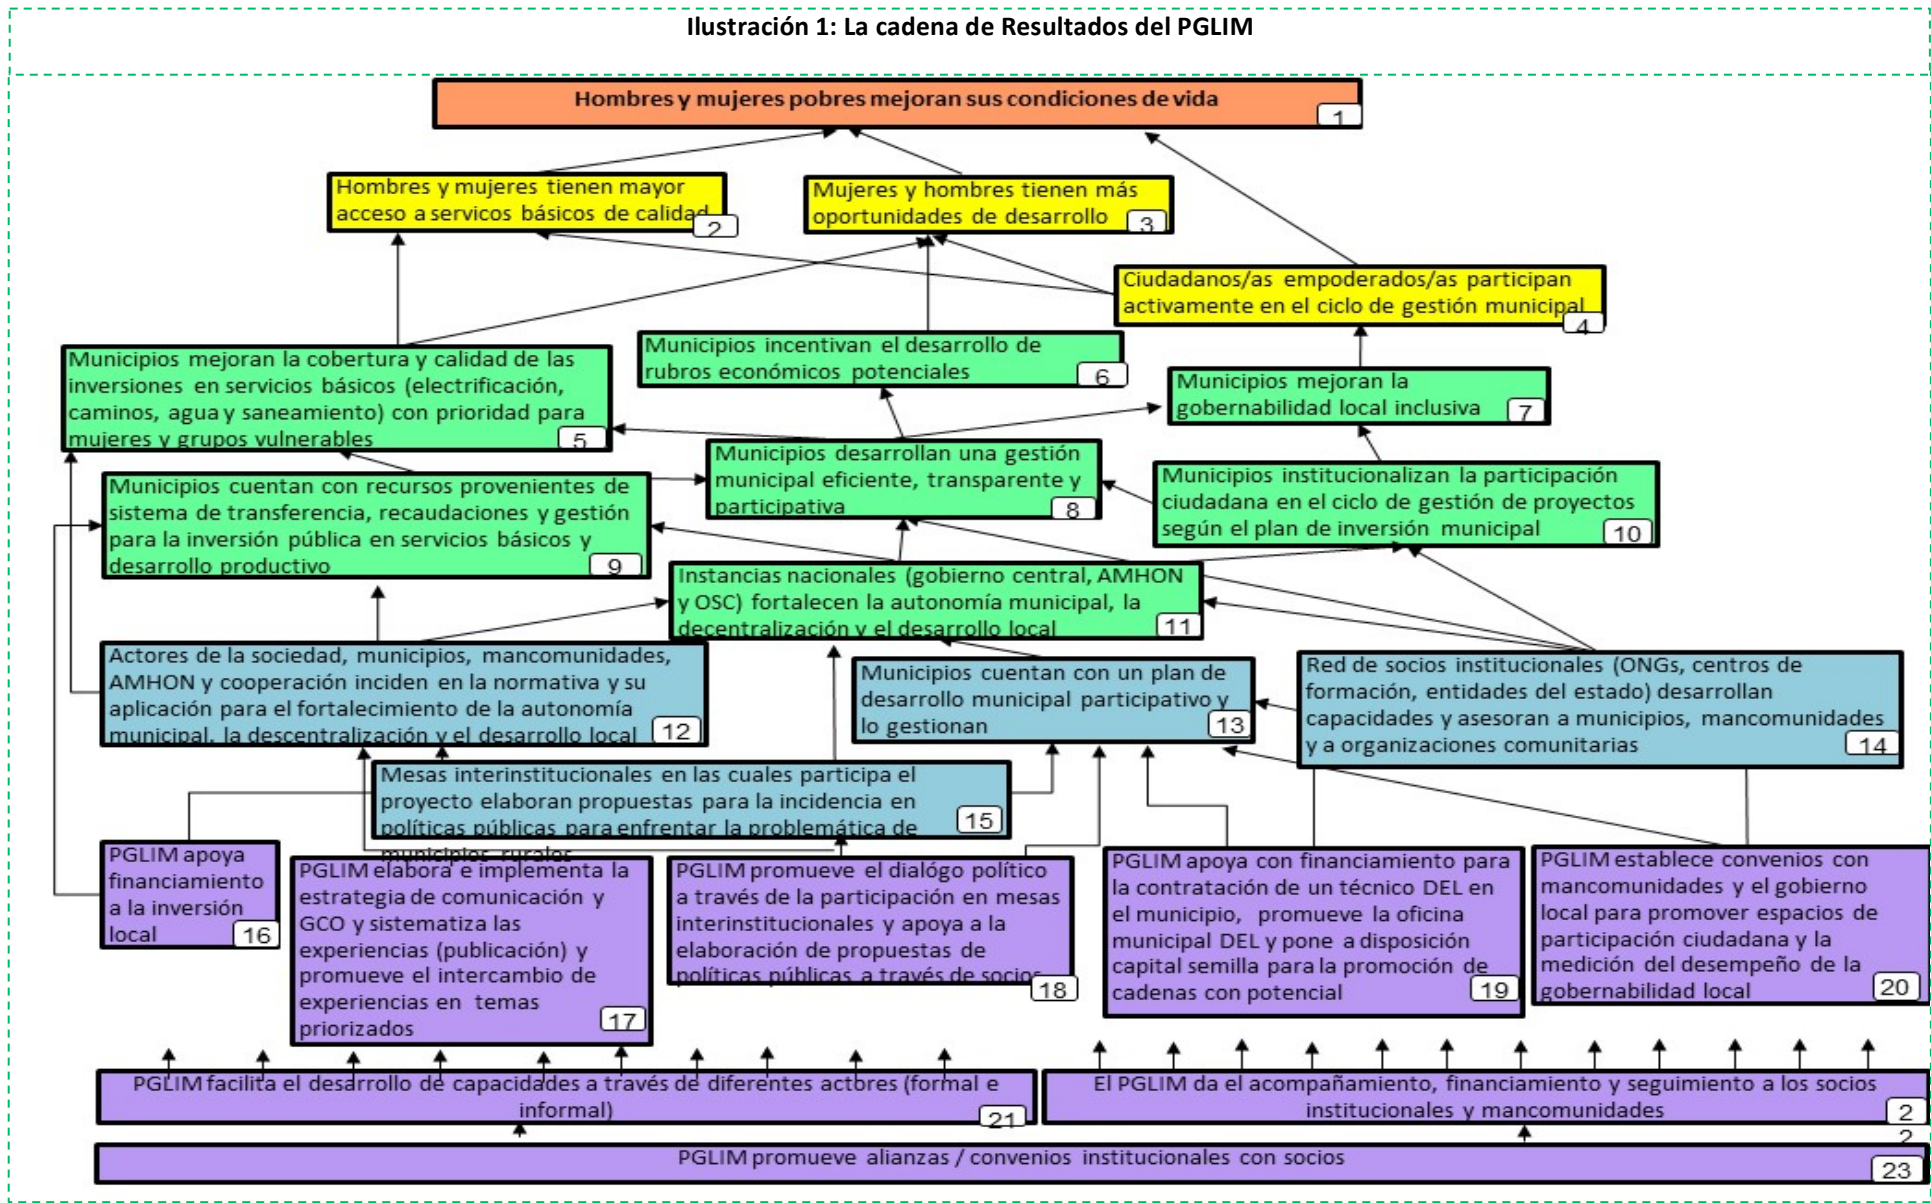 Ilustración 1: La cadena de Resultados del PGLIM
Hombres y mujeres pobres mejoran sus condiciones de vida
1
Hombres y mujeres tienen mayor
acceso a servicos básicos de calidad
2
Mujeres y hombres tienen más
oportunidades de desarrollo
3
Ciudadanos/as empoderados/as participan
activamente en el ciclo de gestión municipal
4
Municipios mejoran la cobertura y calidad de las
inversiones en servicios básicos (electrificación,
caminos, agua y saneamiento) con prioridad para
mujeres y grupos vulnerables
5
Municipios incentivan el desarrollo de
rubros económicos potenciales
6
Municipios mejoran la
gobernabilidad local inclusiva
7
Municipios desarrollan una gestión
municipal eficiente, transparente y
participativa
8
Municipios cuentan con recursos provenientes de
sistema de transferencia, recaudaciones y gestión
para la inversión pública en servicios básicos y
desarrollo productivo
9
Municipios institucionalizan la participación
ciudadana en el ciclo de gestión de proyectos
según el plan de inversión municipal
10
Instancias nacionales (gobierno central, AMHON
y OSC) fortalecen la autonomía municipal, la
decentralización y el desarrollo local
11
Actores de la sociedad, municipios, mancomunidades,
AMHON y cooperación inciden en la normativa y su
aplicación para el fortalecimiento de la autonomía
municipal, la descentralización y el desarrollo local
12
Municipios cuentan con un plan de
desarrollo municipal participativo y
lo gestionan
13
Red de socios institucionales (ONGs, centros de
formación, entidades del estado) desarrollan
capacidades y asesoran a municipios, mancomunidades
y a organizaciones comunitarias
14
Mesas interinstitucionales en las cuales participa el
proyecto elaboran propuestas para la incidencia en
políticas públicas para enfrentar la problemática de
municipios rurales
15
PGLIM apoya
financiamiento
a la inversión
local
16
PGLIM elabora e implementa la
estrategia de comunicación y
GCO y sistematiza las
experiencias (publicación) y
promueve el intercambio de
experiencias en temas
priorizados
17
PGLIM promueve el dialógo político
a través de la participación en mesas
interinstitucionales y apoya a la
elaboración de propuestas de
políticas públicas a través de socios
18
PGLIM apoya con financiamiento para
la contratación de un técnico DEL en
el municipio, promueve la oficina
municipal DEL y pone a disposición
capital semilla para la promoción de
cadenas con potencial
19
PGLIM establece convenios con
mancomunidades y el gobierno
local para promover espacios de
participación ciudadana y la
medición del desempeño de la
gobernabilidad local
20
PGLIM facilita el desarrollo de capacidades a través de diferentes actores (formal e
informal)
21
El PGLIM da el acompañamiento, financiamiento y seguimiento a los socios
institucionales y mancomunidades
2
2
PGLIM promueve alianzas / convenios institucionales con socios
23